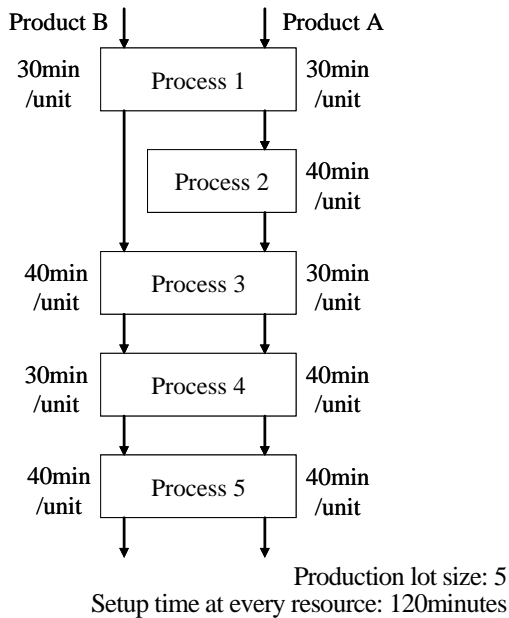 Product B
Product A
30min
/unit
Process 1
30min
/unit
Process 2
40min
/unit
40min
/unit
Process 3
30min
/unit
30min
/unit
Process 4
40min
/unit
40min
/unit
Process 5
40min
/unit
Production lot size: 5
Setup time at every resource: 120minutes